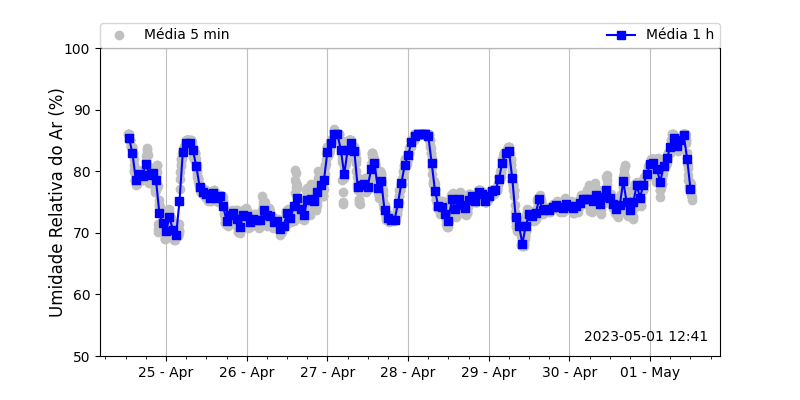 Média 5 min Média 1 h
100
90
80
70
60
50
Umidade Relativa do Ar (%)
2023-05-01 12:41
25 - Apr 26 - Apr 27 - Apr 28 - Apr 29 - Apr 30 - Apr 01 - May